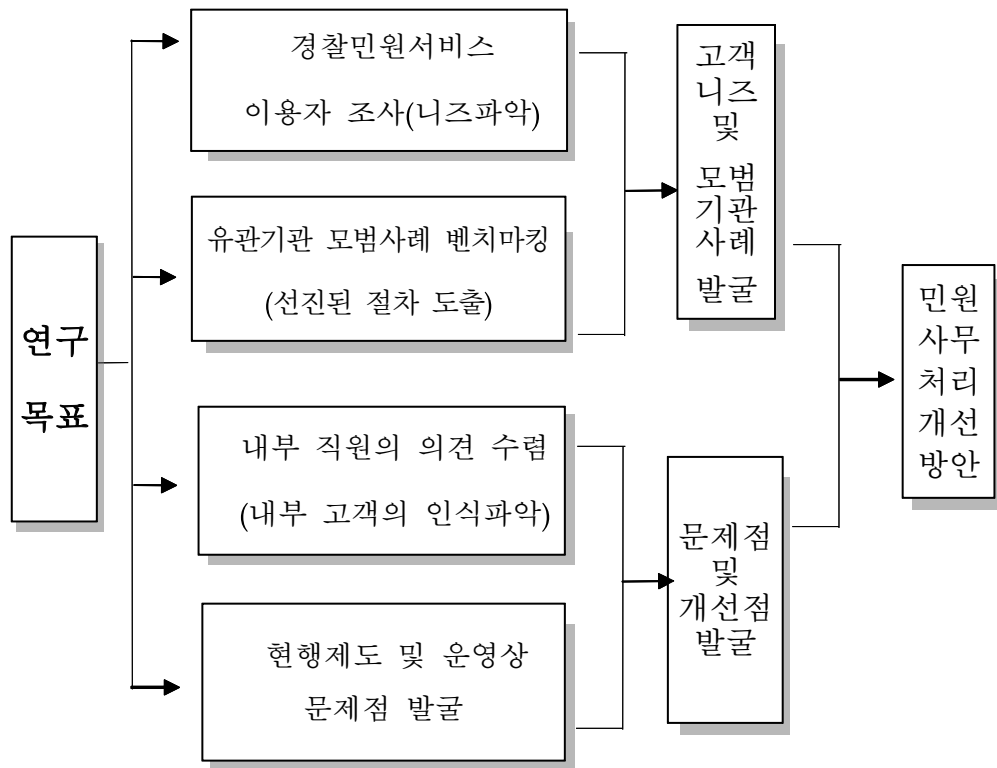 연구
목표
경찰민원서비스
이용자 조사(니즈파악)
유관기관 모범사례 벤치마킹
(선진된 절차 도출)
내부 직원의 의견 수렴
(내부 고객의 인식파악)
현행제도 및 운영상
문제점 발굴
고객
니즈
및
모범
기관
사례
발굴
문제점
및
개선점
발굴
민원
사무
처리
개선
방안